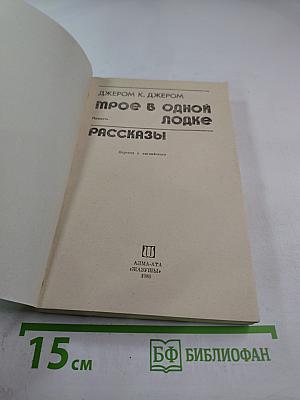 ДЖЕРОМ К. ДЖЕРОМ
ТРОЕ В ОДНОЙ
Повесть
ЛОДКЕ
РАССКАЗЫ
Перевод с английского
АЛМА-АТА
«ЖАЗУШЫ»
15 см
БФ БИБЛИОФАН